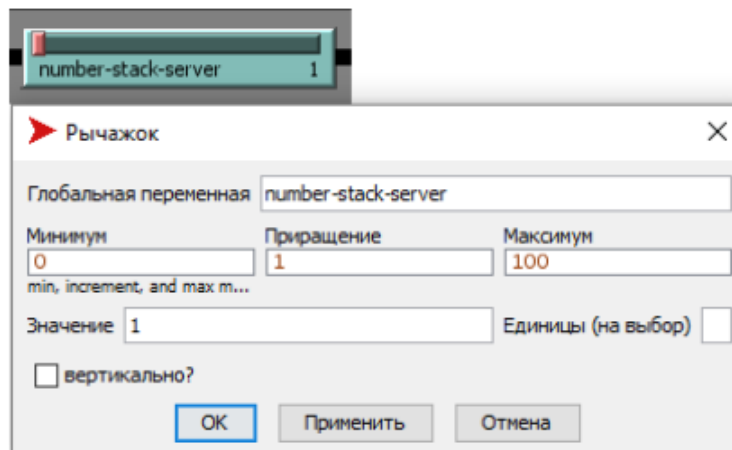 number-stack-server 1
Рычажок
Глобальная переменная number-stack-server
Минимум Приращение Максимум
0 1 100
min, increment, and max m...
Значение 1 Единицы (на выбор)
вертикально?
OK Применить Отмена